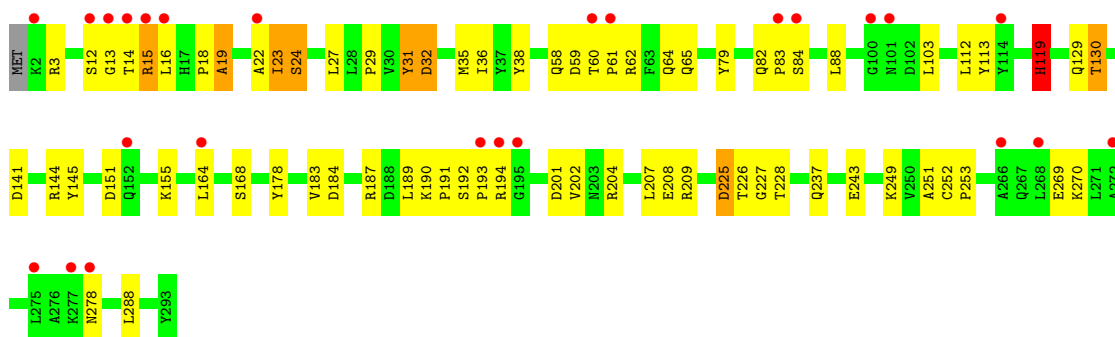 MET K2 R3 S12 G13 T14 R15 L16 H17 P18 A19 A22 I23 S24 L27 L28 P29 V30 Y31 D32 M35 I36 Y37 Y38 Q58 D59 T60 P61 R62 F63 Q64 Q65 Y79 Q82 P83 S84 L88 G100 N101 D102 L103 L112 Y113 Y114 H119 Q129 T130
D141 R144 Y145 D151 Q152 K155 L164 S168 Y178 V183 D184 R187 D188 L189 K190 P191 S192 P193 R194 G195 D201 V202 N203 R204 L207 E208 R209 D225 T226 G227 T228 Q237 E243 K249 V250 A251 C252 P253 A266 Q267 L268 E269 K270 L271 A272
L275 A276 K277 N278 L288 Y293